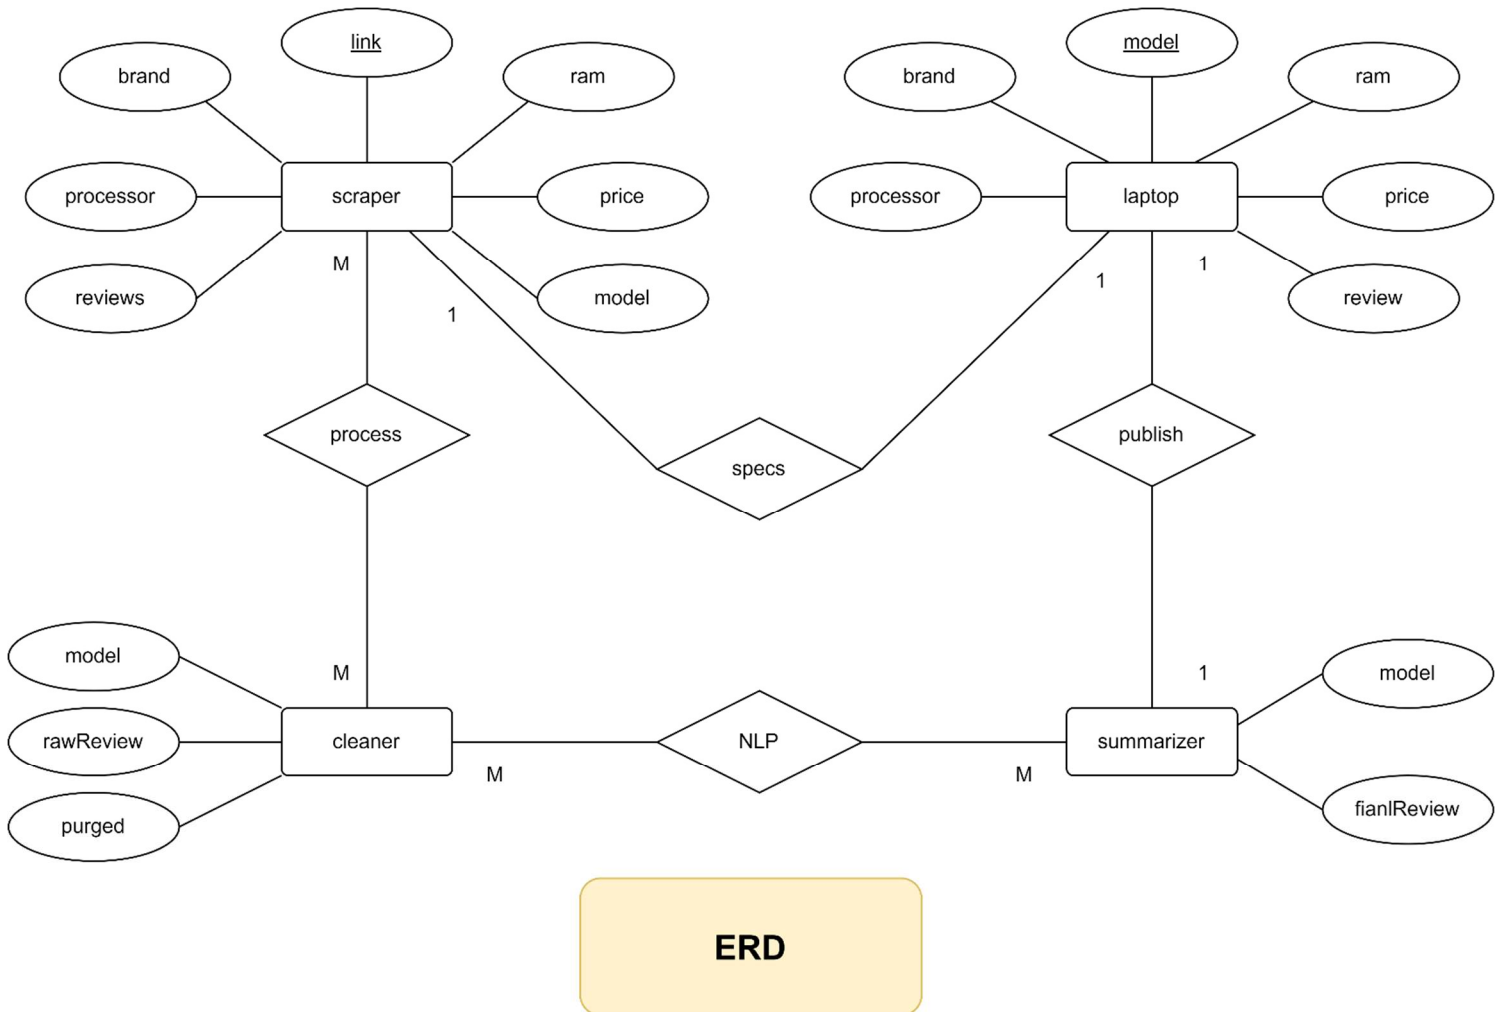 link
model
brand
ram
brand
ram
processor
scraper
price
processor
laptop
price
M
1
1
1
reviews
model
review
process
publish
specs
model
M
1
model
rawReview
cleaner
NLP
summarizer
M
M
purged
fianlReview
ERD